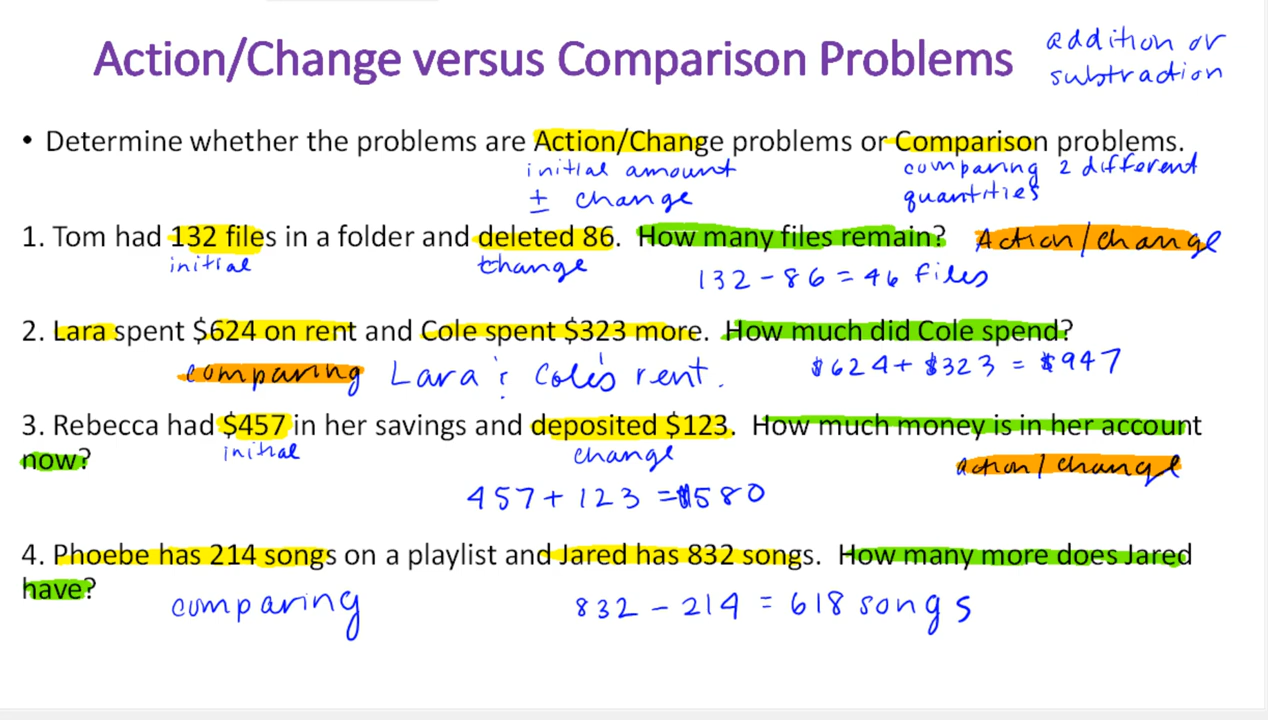 Action/Change versus Comparison Problems
addition or
subtraction
• Determine whether the problems are Action/Change problems or Comparison problems.
initial amount
± change
comparing 2 different
quantities
1. Tom had 132 files in a folder and deleted 86. How many files remain? Action/change
initial change
132 - 86 = 46 files
2. Lara spent $624 on rent and Cole spent $323 more. How much did Cole spend?
comparing Lara : Cole's rent. $624 + $323 = $947
3. Rebecca had $457 in her savings and deposited $123. How much money is in her account
now?
initial change action/change
457 + 123 = $580
4. Phoebe has 214 songs on a playlist and Jared has 832 songs. How many more does Jared
have?
comparing 832 - 214 = 618 songs